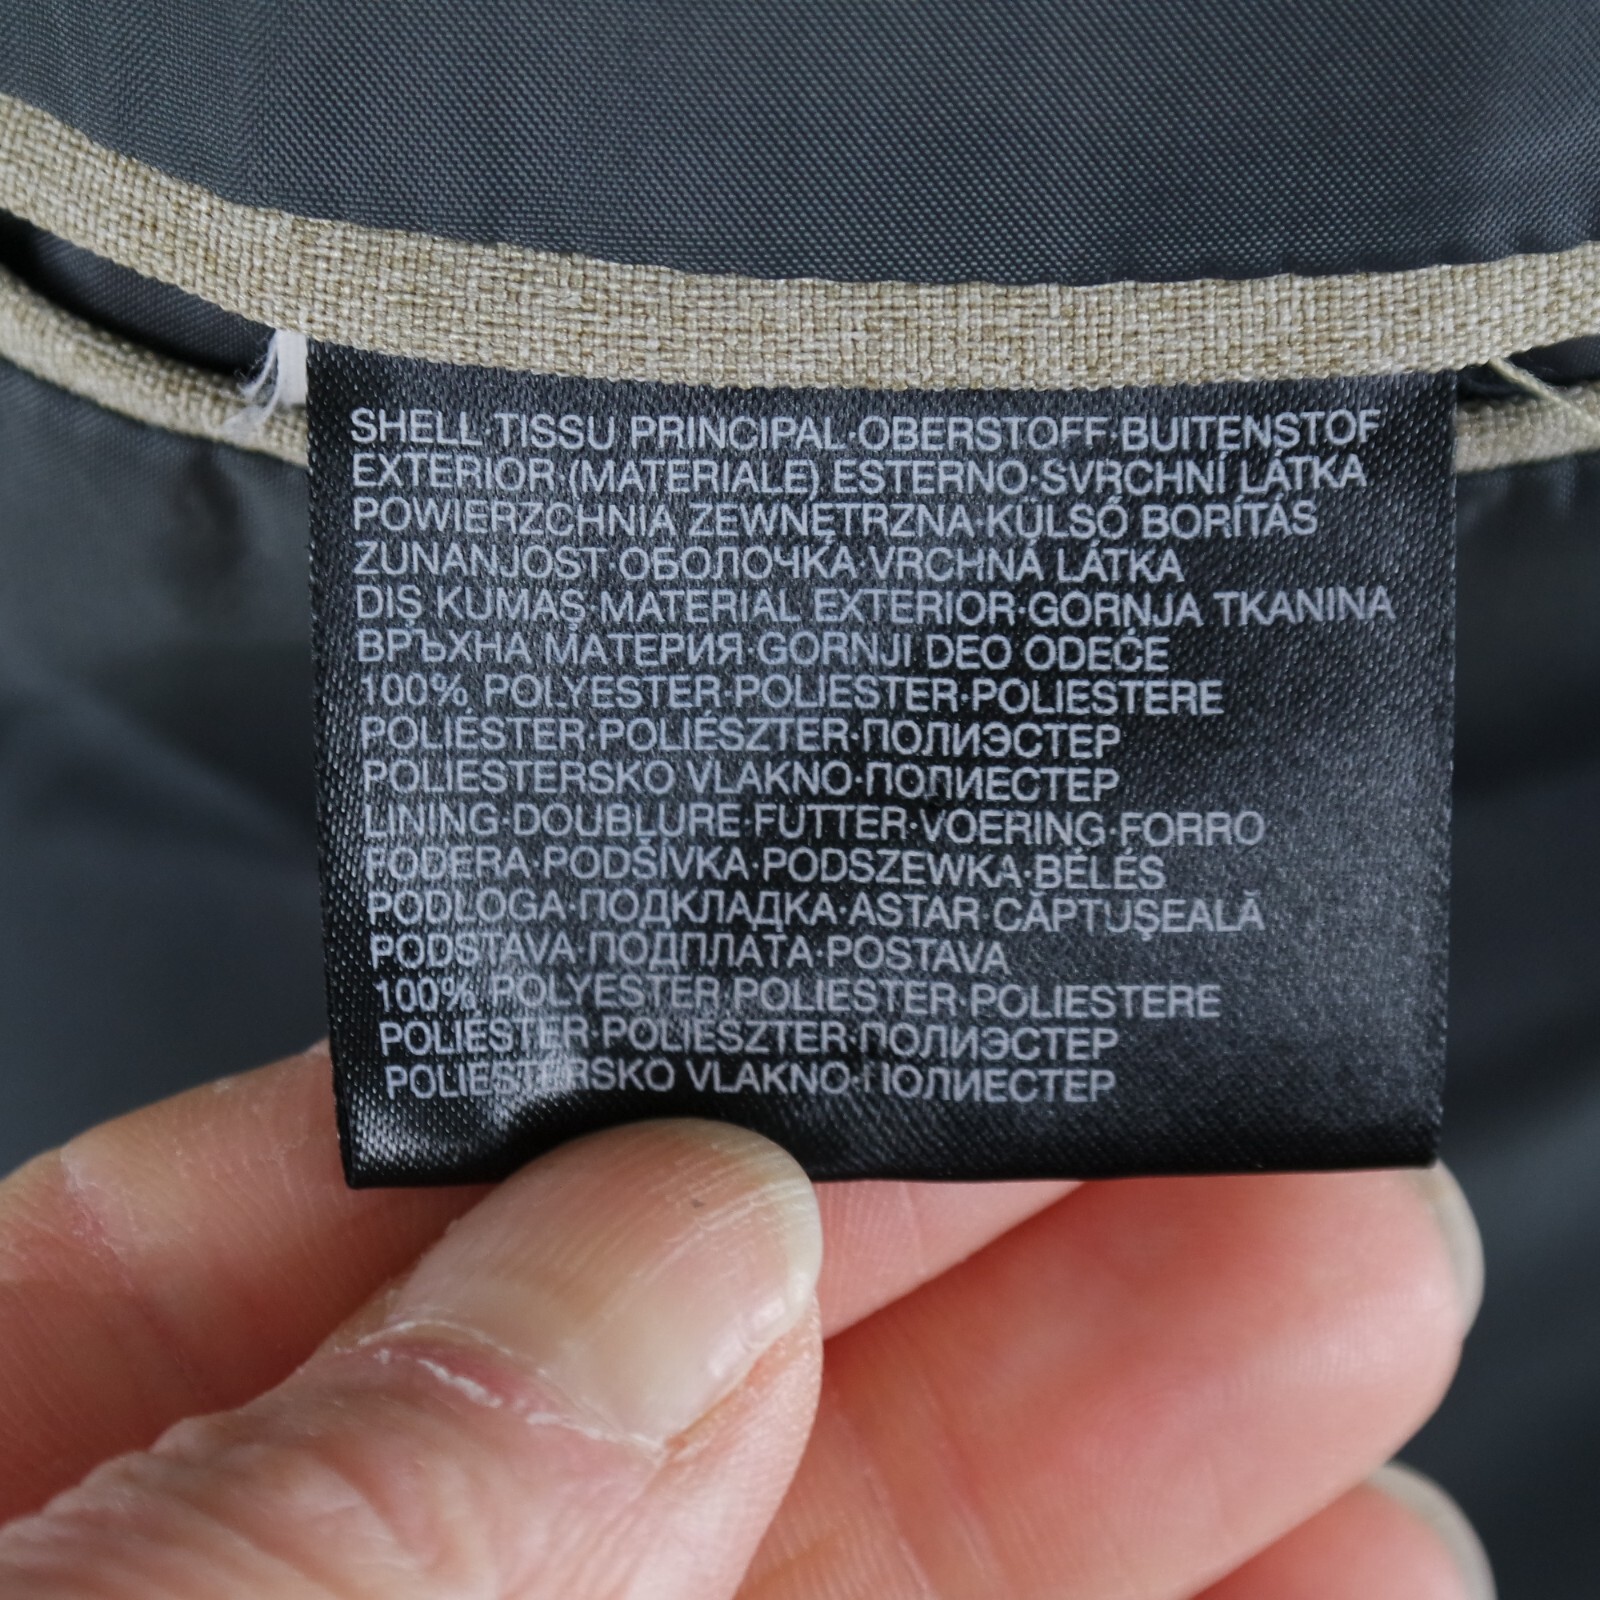 SHELL·TISSU PRINCIPAL·OBERSTOFF·BUITENSTOF
EXTERIOR·(MATERIALE) ESTERNO·SVRCHNÍ LÁTKA
POWIERZCHNIA ZEWNĘTRZNA·KÜLSŐ BORÍTÁS
ZUNANJOST·ОБОЛОЧКА·VRCHNÁ LÁTKA
DIŞ KUMAŞ·MATERIAL EXTERIOR·GORNJA TKANINA
ВРЪХНА МАТЕРИЯ·GORNJI DEO ODEĆE
100% POLYESTER·POLIESTER·POLIESTERE
POLIÉSTER·POLIÉSZTER·ПОЛИЭСТЕР
POLIESTERSKO VLAKNO·ПОЛИЕСТЕР
LINING·DOUBLURE·FUTTER·VOERING·FORRO
FODERA·PODŠÍVKA·PODSZEWKA·BÉLÉS
PODLOGA·ПОДКЛАДКА·ASTAR·CĂPTUŞEALĂ
PODSTAVA·ПОДПЛАТА·POSTAVA
100% POLYESTER·POLIESTER·POLIESTERE
POLIÉSTER·POLIÉSZTER·ПОЛИЭСТЕР
POLIESTERSKO VLAKNO·ПОЛИЕСТЕР